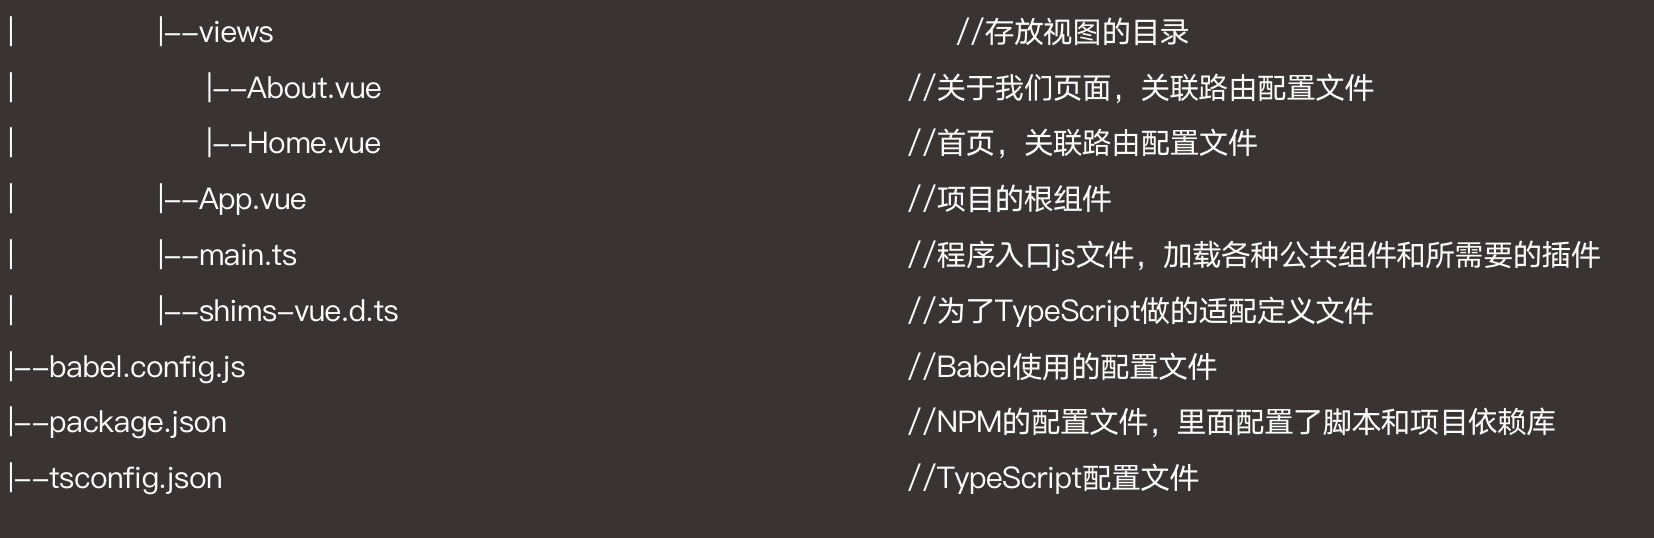 |                |--views                //存放视图的目录
|                     |--About.vue                //关于我们页面，关联路由配置文件
|                     |--Home.vue                //首页，关联路由配置文件
|                |--App.vue                //项目的根组件
|                |--main.ts                //程序入口js文件，加载各种公共组件和所需要的插件
|                |--shims-vue.d.ts                //为了TypeScript做的适配定义文件
|--babel.config.js                //Babel使用的配置文件
|--package.json                //NPM的配置文件，里面配置了脚本和项目依赖库
|--tsconfig.json                //TypeScript配置文件